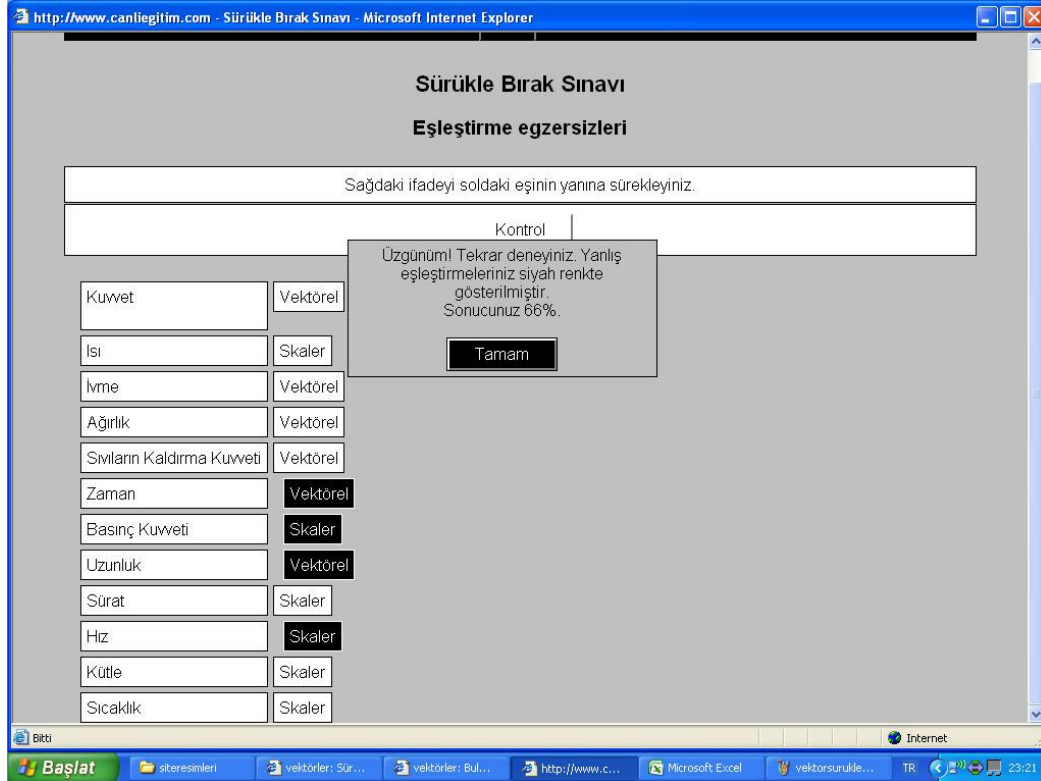 http://www.canliegitim.com - Sürükle Bırak Sınavı - Microsoft Internet Explorer
Sürükle Bırak Sınavı
Eşleştirme egzersizleri
Sağdaki ifadeyi soldaki eşinin yanına sürekleyiniz.
Kontrol
Üzgünüm! Tekrar deneyiniz. Yanlış
eşleştirmeleriniz siyah renkte
gösterilmiştir.
Sonucunuz 66%.
Tamam
Kuvvet Vektörel
Isı Skaler
İvme Vektörel
Ağırlık Vektörel
Sıvıların Kaldırma Kuvveti Vektörel
Zaman Vektörel
Basınç Kuvveti Skaler
Uzunluk Vektörel
Sürat Skaler
Hız Skaler
Kütle Skaler
Sıcaklık Skaler
Bitti Internet
Başlat siteresimleri vektörler: Sür... vektörler: Bul... http://www.c... Microsoft Excel vektorsurukle... TR 23:21